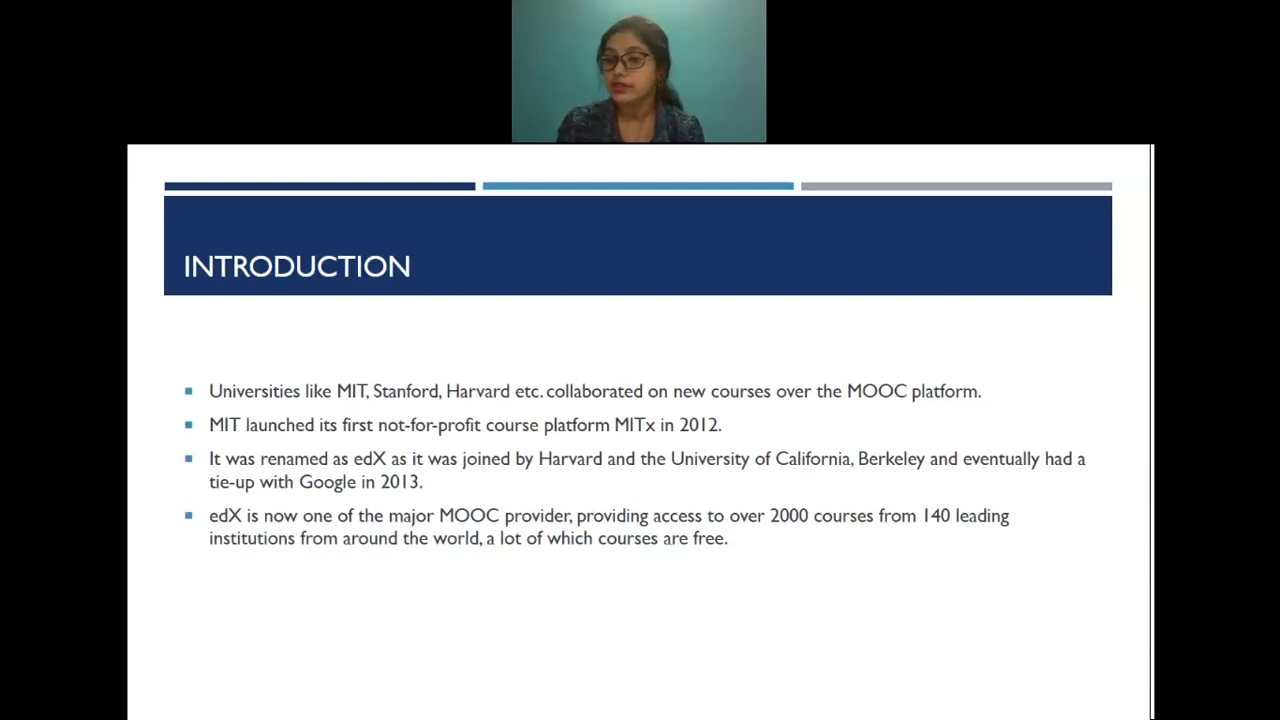 INTRODUCTION
Universities like MIT, Stanford, Harvard etc. collaborated on new courses over the MOOC platform.
MIT launched its first not-for-profit course platform MITx in 2012.
It was renamed as edX as it was joined by Harvard and the University of California, Berkeley and eventually had a
tie-up with Google in 2013.
edX is now one of the major MOOC provider, providing access to over 2000 courses from 140 leading
institutions from around the world, a lot of which courses are free.